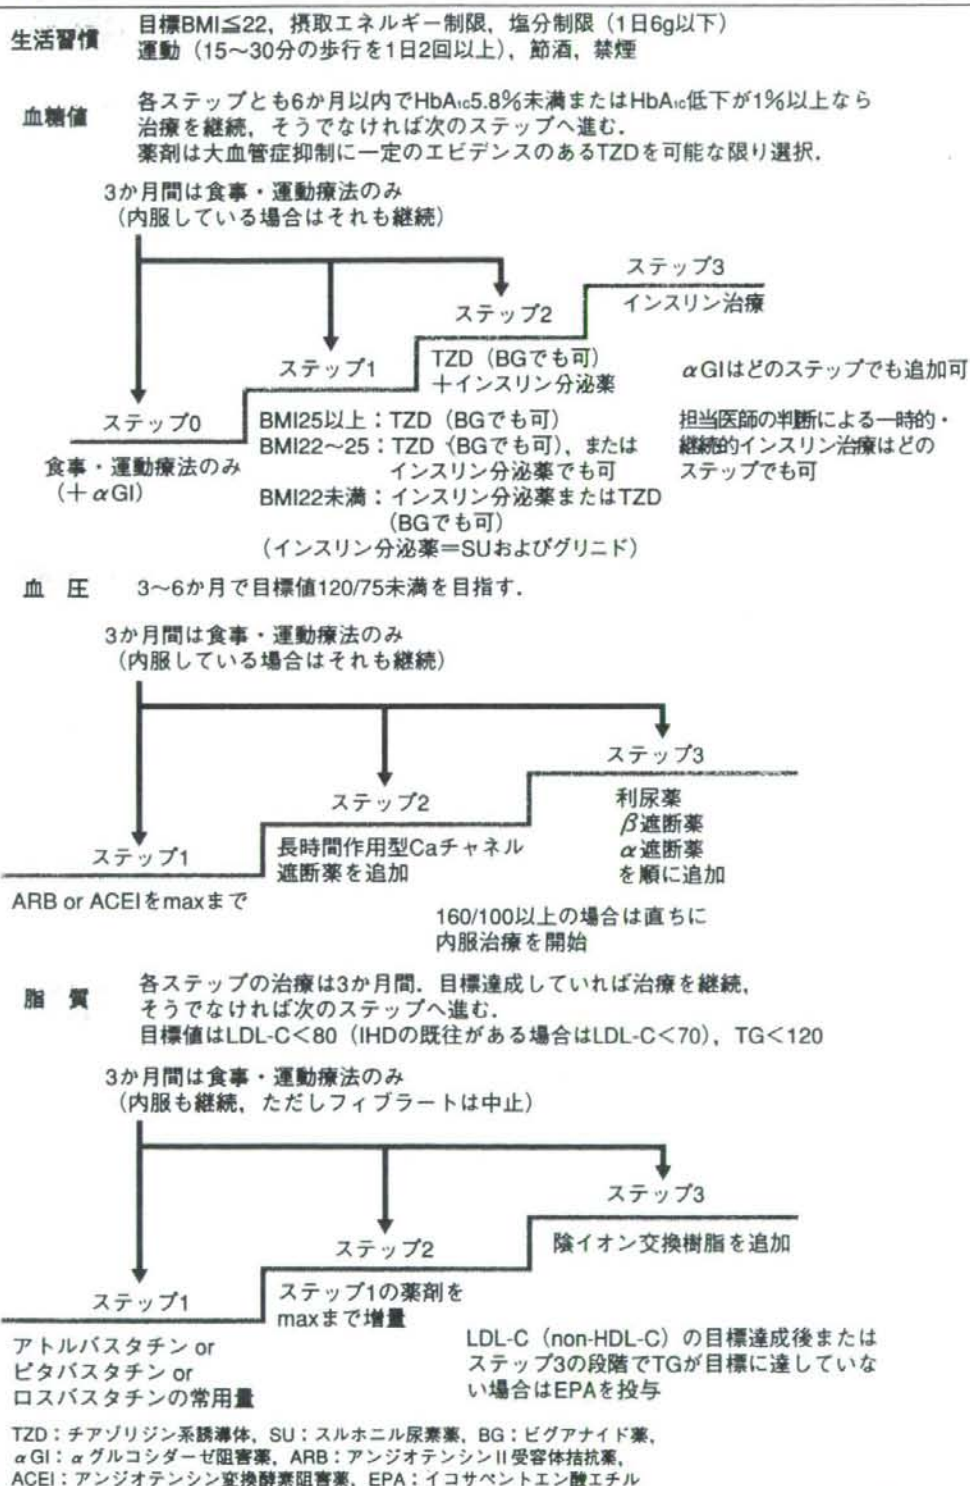 生活習慣
目標BMI≦22，摂取エネルギー制限，塩分制限（1日6g以下）
運動（15〜30分の歩行を1日2回以上），節酒，禁煙
血糖値
各ステップとも6か月以内でHbA1c5.8％未満またはHbA1c低下が1％以上なら
治療を継続，そうでなければ次のステップへ進む．
薬剤は大血管症抑制に一定のエビデンスのあるTZDを可能な限り選択．
3か月間は食事・運動療法のみ
（内服している場合はそれも継続）
ステップ0
食事・運動療法のみ
（＋αGI）
ステップ1
BMI25以上：TZD（BGでも可）
BMI22〜25：TZD（BGでも可），または
インスリン分泌薬でも可
BMI22未満：インスリン分泌薬またはTZD
（BGでも可）
（インスリン分泌薬＝SUおよびグリニド）
ステップ2
TZD（BGでも可）
＋インスリン分泌薬
ステップ3
インスリン治療
αGIはどのステップでも追加可
担当医師の判断による一時的・
継続的インスリン治療はどの
ステップでも可
血　圧
3〜6か月で目標値120/75未満を目指す．
3か月間は食事・運動療法のみ
（内服している場合はそれも継続）
ステップ1
ARB or ACEIをmaxまで
ステップ2
長時間作用型Caチャネル
遮断薬を追加
ステップ3
利尿薬
β遮断薬
α遮断薬
を順に追加
160/100以上の場合は直ちに
内服治療を開始
脂　質
各ステップの治療は3か月間．目標達成していれば治療を継続，
そうでなければ次のステップへ進む．
目標値はLDL-C＜80（IHDの既往がある場合はLDL-C＜70），TG＜120
3か月間は食事・運動療法のみ
（内服も継続，ただしフィブラートは中止）
ステップ1
アトルバスタチン or
ピタバスタチン or
ロスバスタチンの常用量
ステップ2
ステップ1の薬剤を
maxまで増量
ステップ3
陰イオン交換樹脂を追加
LDL-C（non-HDL-C）の目標達成後または
ステップ3の段階でTGが目標に達していな
い場合はEPAを投与
TZD：チアゾリジン系誘導体，SU：スルホニル尿素薬，BG：ビグアナイド薬，
αGI：αグルコシダーゼ阻害薬，ARB：アンジオテンシンⅡ受容体拮抗薬，
ACEI：アンジオテンシン変換酵素阻害薬，EPA：イコサペントエン酸エチル